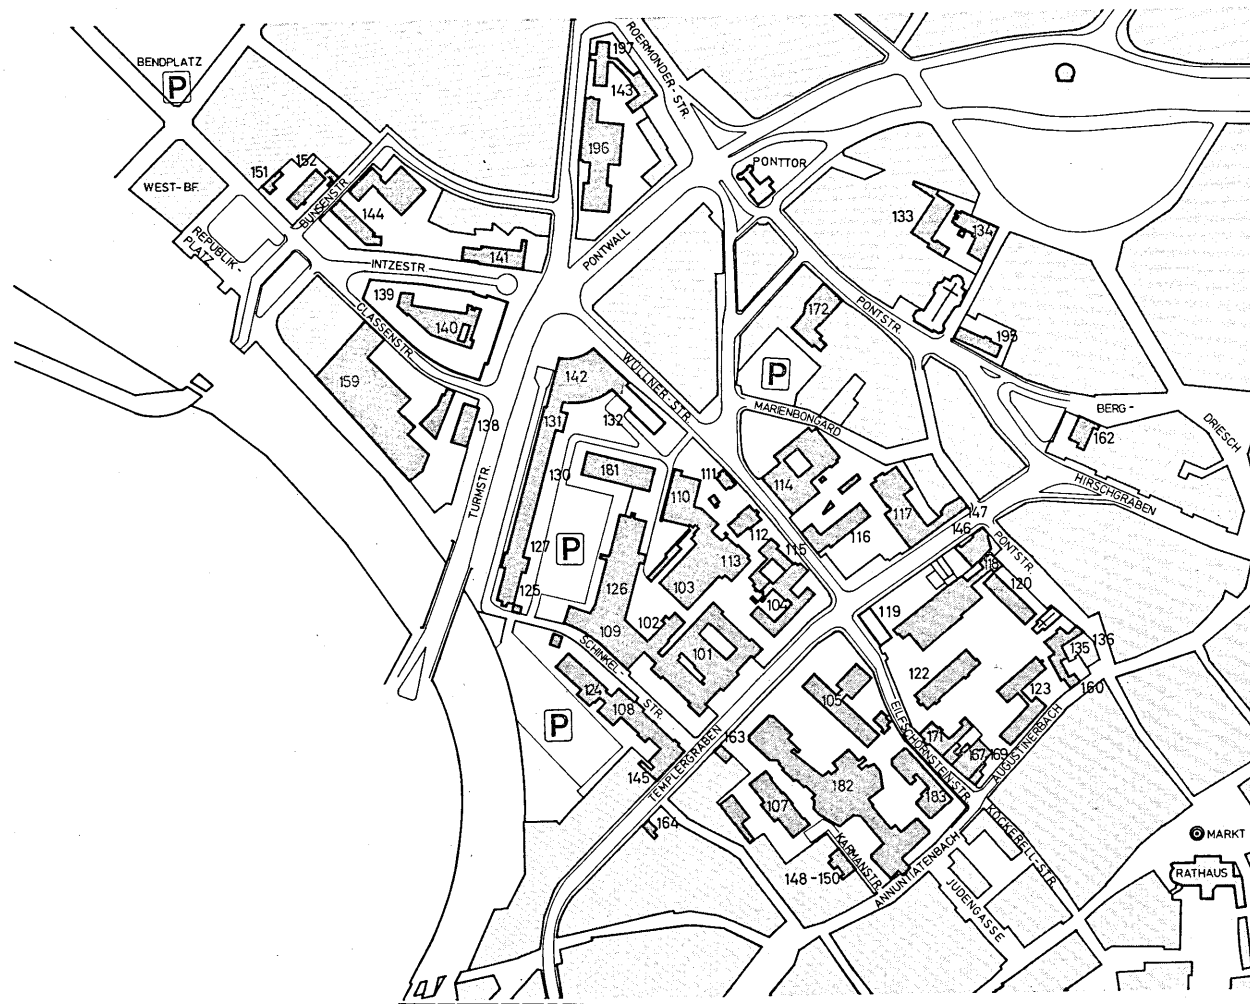 BENDPLATZ
P
197
ROERMONDER-STR.
143
196
PONTTOR
151
152
WEST-BF.
BUNSENSTR.
144
133
134
REPUBLIK-
PLATZ
141
INTZESTR.
PONTWALL
139
140
CLASSENSTR.
172
PONTSTR.
193
159
142
WÜLLNER-STR.
P
MARIENBONGARD
BERG-
DRIESCH
131
132
138
162
130
181
111
110
114
TURMSTR.
HIRSCHGRABEN
117
147
146
112
115
116
PONTSTR.
127
P
113
118
125
126
103
120
104
119
109
102
101
136
135
SCHINKEL-
STR.
122
123
160
124
108
105
EILFSCHORNSTEIN-STR.
163
171
167
169
AUGUSTINERBACH
P
145
TEMPLERGRABEN
107
182
183
164
KOCKERELL-STR.
MARKT
KARMANSTR.
ANNUNTIATENBACH
148-150
JUDENGASSE
RATHAUS